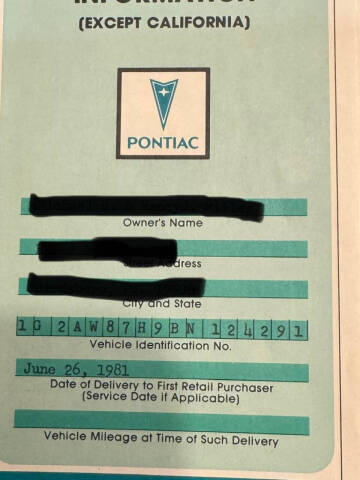 INFORMATION
(EXCEPT CALIFORNIA)
PONTIAC
Owner's Name
Address
City and State
1G2AW87H9BN124291
Vehicle Identification No.
June 26, 1981
Date of Delivery to First Retail Purchaser
(Service Date if Applicable)
Vehicle Mileage at Time of Such Delivery